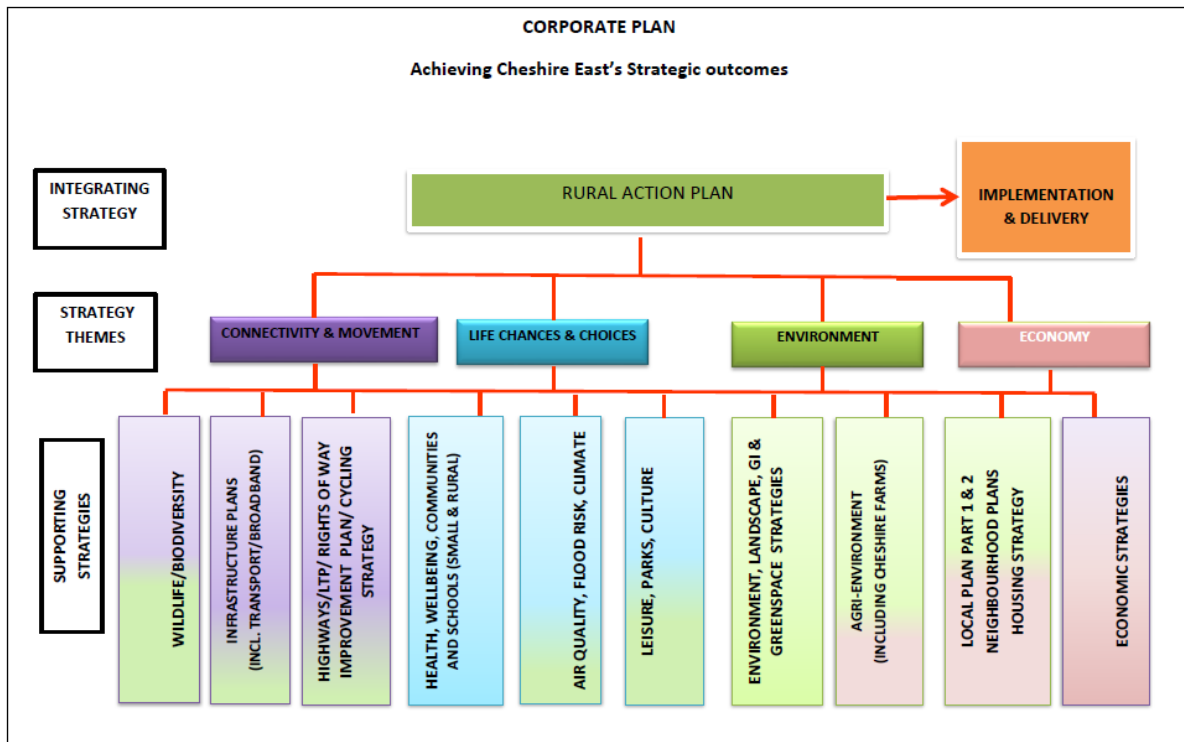 CORPORATE PLAN
Achieving Cheshire East’s Strategic outcomes
INTEGRATING
STRATEGY
RURAL ACTION PLAN
IMPLEMENTATION
& DELIVERY
STRATEGY
THEMES
CONNECTIVITY & MOVEMENT
LIFE CHANCES & CHOICES
ENVIRONMENT
ECONOMY
SUPPORTING
STRATEGIES
WILDLIFE/BIODIVERSITY
INFRASTRUCTURE PLANS
(INCL. TRANSPORT/BROADBAND)
HIGHWAYS/LTP/ RIGHTS OF WAY
IMPROVEMENT PLAN/ CYCLING
STRATEGY
HEALTH, WELLBEING, COMMUNITIES
AND SCHOOLS (SMALL & RURAL)
AIR QUALITY, FLOOD RISK, CLIMATE
LEISURE, PARKS, CULTURE
ENVIRONMENT, LANDSCAPE, GI &
GREENSPACE STRATEGIES
AGRI-ENVIRONMENT
(INCLUDING CHESHIRE FARMS)
LOCAL PLAN PART 1 & 2
NEIGHBOURHOOD PLANS
HOUSING STRATEGY
ECONOMIC STRATEGIES